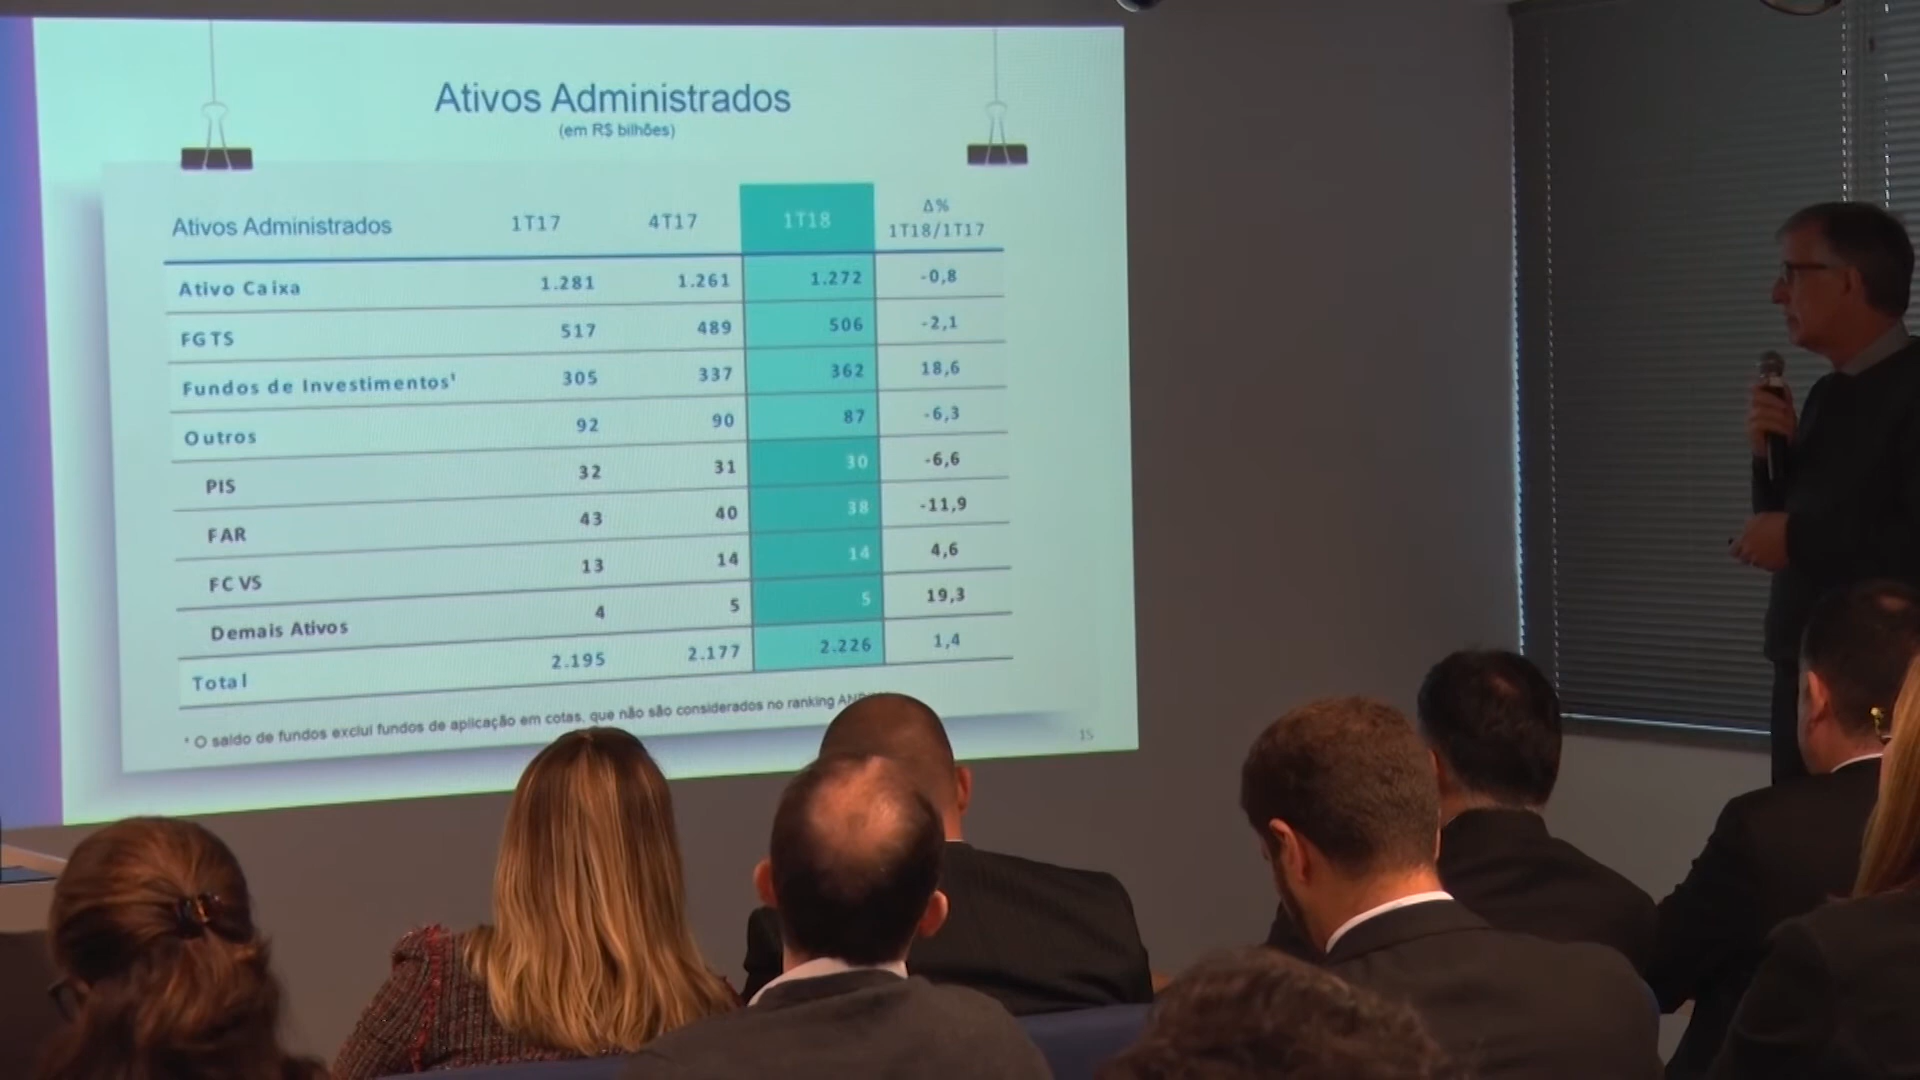 Ativos Administrados
(em R$ bilhões)
Ativos Administrados 1T17 4T17 1T18 Δ% 1T18/1T17
Ativo Caixa 1.281 1.261 1.272 -0,8
FGTS 517 489 506 -2,1
Fundos de Investimentos¹ 305 337 362 18,6
Outros 92 90 87 -6,3
PIS 32 31 30 -6,6
FAR 43 40 38 -11,9
FCVS 13 14 14 4,6
Demais Ativos 4 5 5 19,3
Total 2.195 2.177 2.226 1,4
¹ O saldo de fundos exclui fundos de aplicação em cotas, que não são considerados no ranking
15